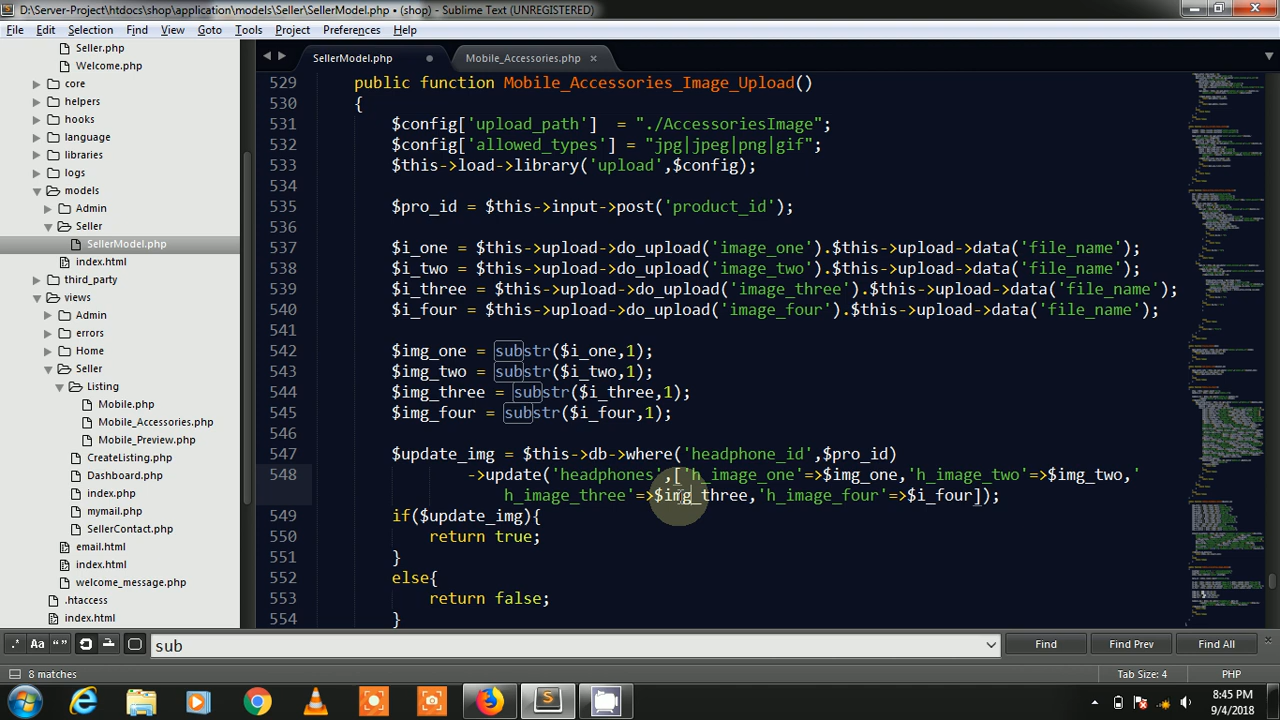 D:\Server-Project\htdocs\shop\application\models\Seller\SellerModel.php • (shop) - Sublime Text (UNREGISTERED)
File Edit Selection Find View Goto Tools Project Preferences Help
Seller.php
Welcome.php
core
helpers
hooks
language
libraries
logs
models
Admin
Seller
SellerModel.php
index.html
third_party
views
Admin
errors
Home
Seller
Listing
Mobile.php
Mobile_Accessories.php
Mobile_Preview.php
CreateListing.php
Dashboard.php
index.php
mymail.php
SellerContact.php
email.html
index.html
welcome_message.php
.htaccess
index.html
SellerModel.php Mobile_Accessories.php ×
529 public function Mobile_Accessories_Image_Upload()
530 {
531 $config['upload_path'] = "./AccessoriesImage";
532 $config['allowed_types'] = "jpg|jpeg|png|gif";
533 $this->load->library('upload',$config);
534
535 $pro_id = $this->input->post('product_id');
536
537 $i_one = $this->upload->do_upload('image_one').$this->upload->data('file_name');
538 $i_two = $this->upload->do_upload('image_two').$this->upload->data('file_name');
539 $i_three = $this->upload->do_upload('image_three').$this->upload->data('file_name');
540 $i_four = $this->upload->do_upload('image_four').$this->upload->data('file_name');
541
542 $img_one = substr($i_one,1);
543 $img_two = substr($i_two,1);
544 $img_three = substr($i_three,1);
545 $img_four = substr($i_four,1);
546
547 $update_img = $this->db->where('headphone_id',$pro_id)
548 ->update('headphones',['h_image_one'=>$img_one,'h_image_two'=>$img_two,'
h_image_three'=>$img_three,'h_image_four'=>$i_four]);
549 if($update_img){
550 return true;
551 }
552 else{
553 return false;
554 }
.* Aa “ ” sub Find Find Prev Find All
8 matches Tab Size: 4 PHP
8:45 PM
9/4/2018